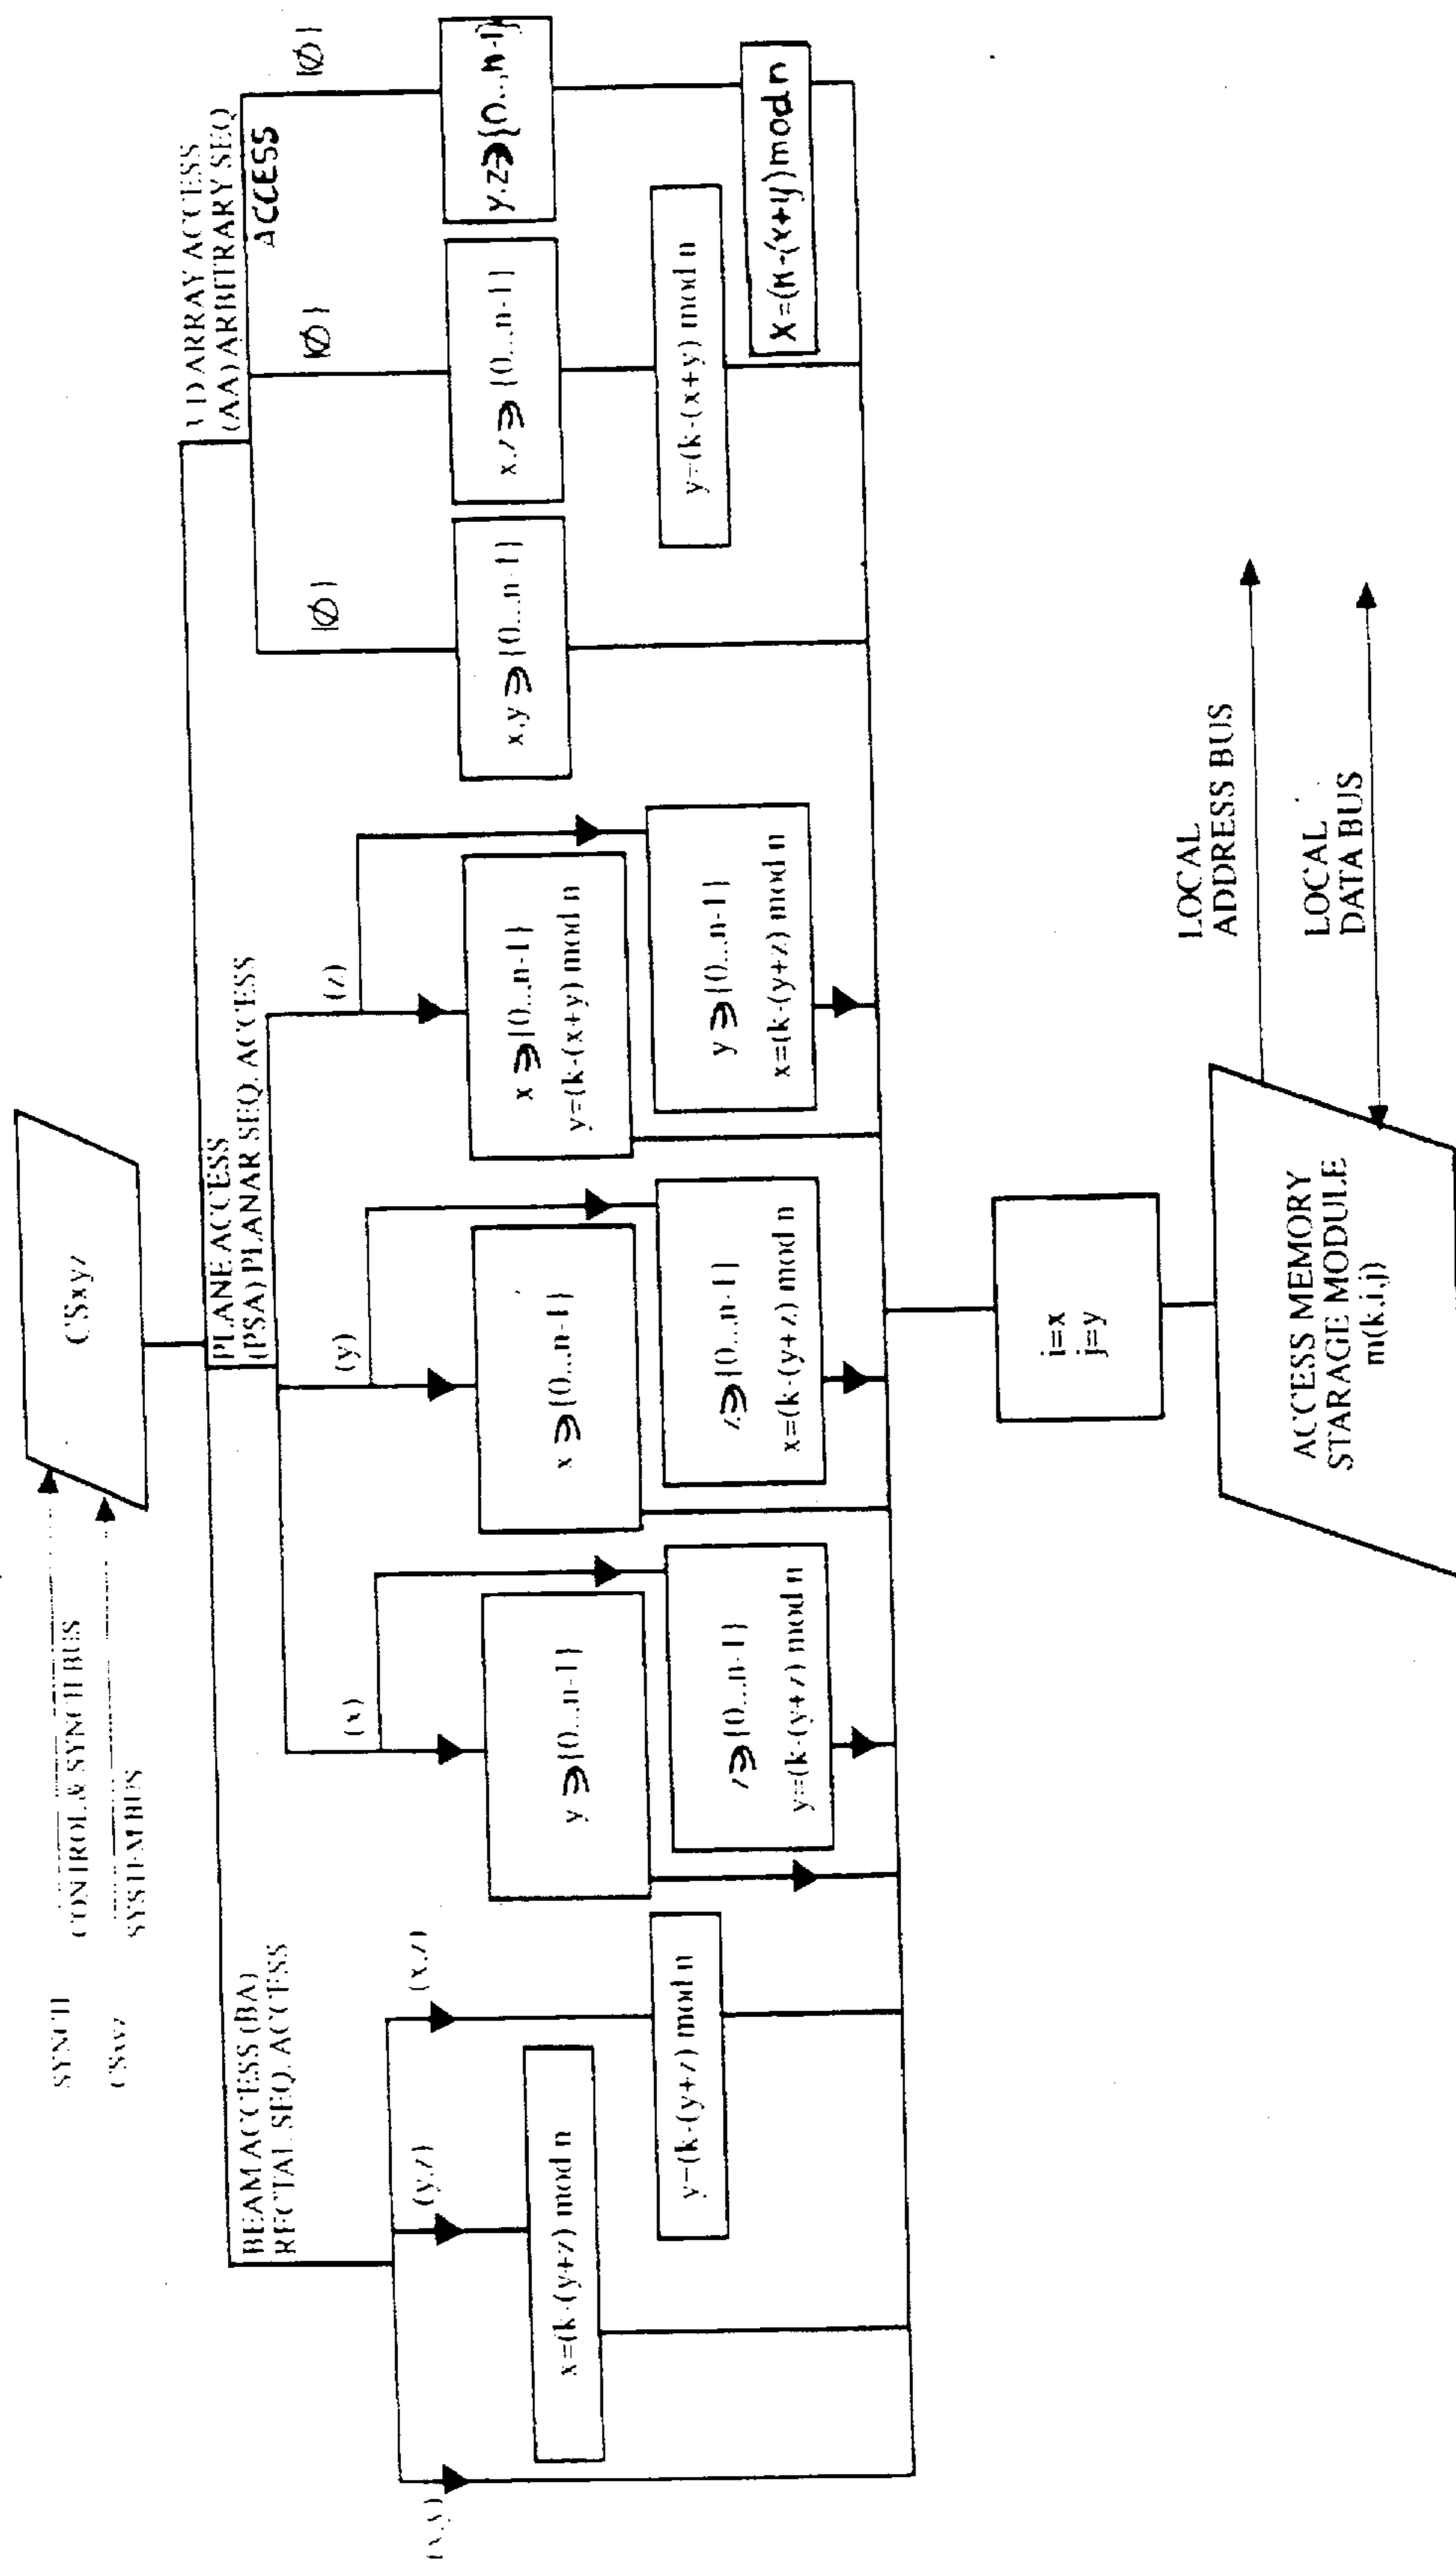 SYNCH
CONTROL & SYNCH BUS
CSxyz
SYSTEM BUS
CSxyz
BEAM ACCESS (BA)
RECTAL SEQ. ACCESS
PLANE ACCESS
(PSA) PLANAR SEQ. ACCESS
D ARRAY ACCESS
(AA) ARBITRARY SEQ
ACCESS
(x,y)
(y,z)
(x,z)
(x)
(y)
(z)
{Ø}
{Ø}
{Ø}
x=(k-(y+z) mod n
y=(k-(y+z) mod n
y∋{0...n-1}
z∋{0...n-1}
y=(k-(y+z) mod n
x∋{0...n-1}
z∋{0...n-1}
x=(k-(y+z) mod n
x∋{0...n-1}
y=(k-(x+y) mod n
y∋{0...n-1}
x=(k-(y+z) mod n
x,y∋{0...n-1}
x,z∋{0...n-1}
y=(k-(x+y) mod n
y,z∋{0...,n-1}
X=(K-(x+y) mod n
i=x
j=y
ACCESS MEMORY
STARAGE MODULE
m(k,i,j)
LOCAL
ADDRESS BUS
LOCAL
DATA BUS